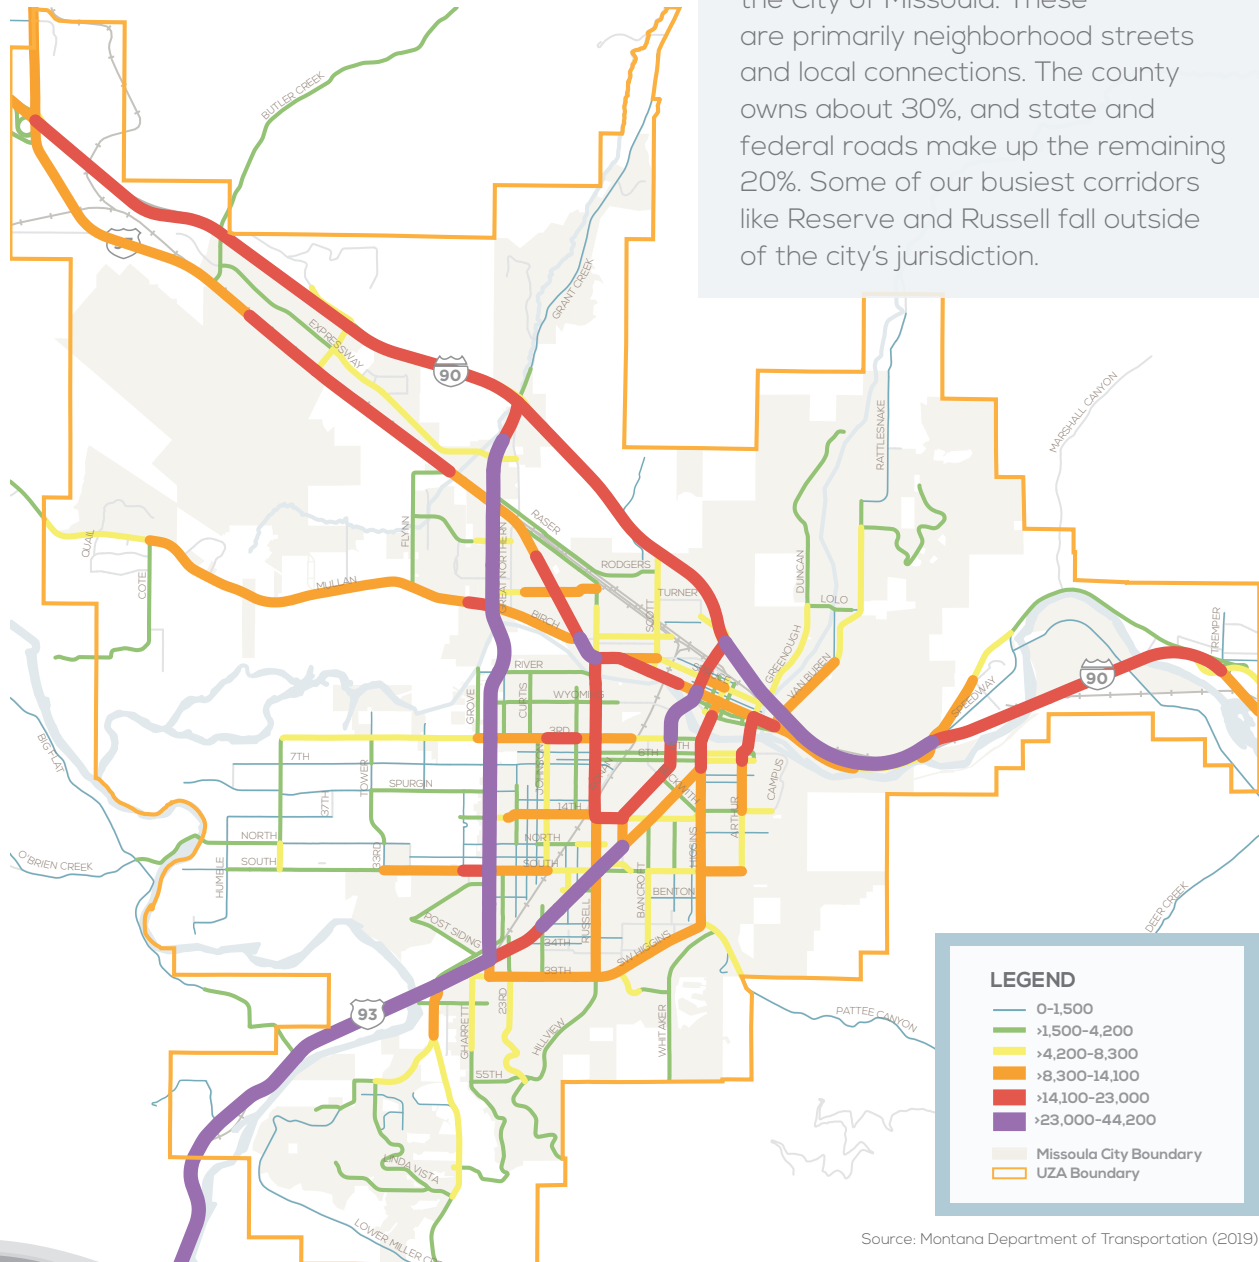 the City of Missoula. These
are primarily neighborhood streets
and local connections. The county
owns about 30%, and state and
federal roads make up the remaining
20%. Some of our busiest corridors
like Reserve and Russell fall outside
of the city's jurisdiction.
BUTLER CREEK
GRANT CREEK
EXPRESSWAY
90
RATTLESNAKE
MARSHALL CANYON
QUAIL
COTE
FLYNN
MULLAN
GREAT NORTHERN
RASER
RODGERS
BIRCH
SCOTT
TURNER
DUNCAN
LOLO
GREENOUGH
VAN BUREN
TREMPER
SPEEDWAY
90
BIG FLAT
RIVER
GROVE
CURTIS
WYOMING
3RD
7TH
6TH
TOWER
SPURGIN
JOHNSON
37TH
14TH
CAMPUS
ARTHUR
HIGGINS
NORTH
NORTH
SOUTH
SOUTH
33RD
HUMBLE
O'BRIEN CREEK
BENTON
BANCROFT
RUSSELL
POST SIDING
34TH
39TH
SW HIGGINS
23RD
93
GHARRETT
HILLVIEW
WHITAKER
55TH
PATTEE CANYON
DEER CREEK
LINDA VISTA
LOWER MILLER
LEGEND
0-1,500
>1,500-4,200
>4,200-8,300
>8,300-14,100
>14,100-23,000
>23,000-44,200
Missoula City Boundary
UZA Boundary
Source: Montana Department of Transportation (2019)